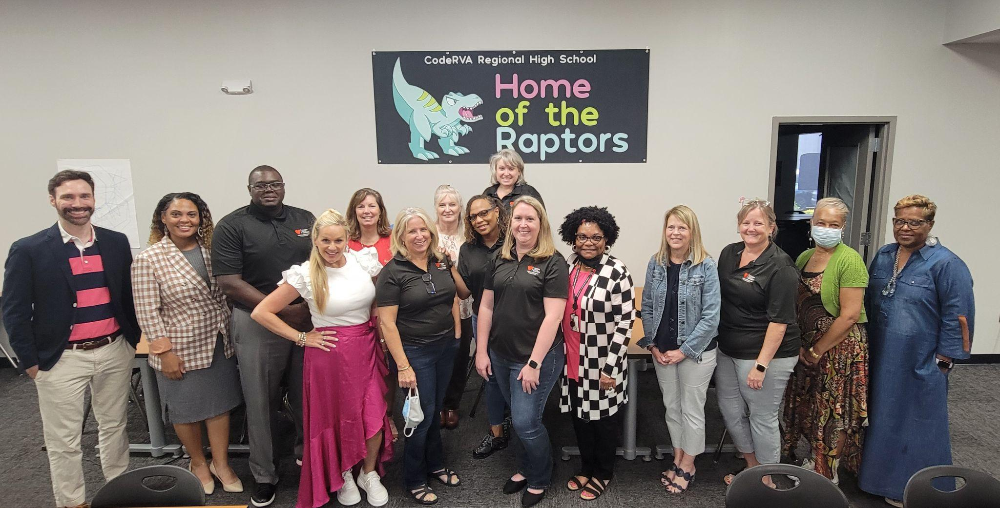 CodeRVA Regional High School
Home
of the
Raptors